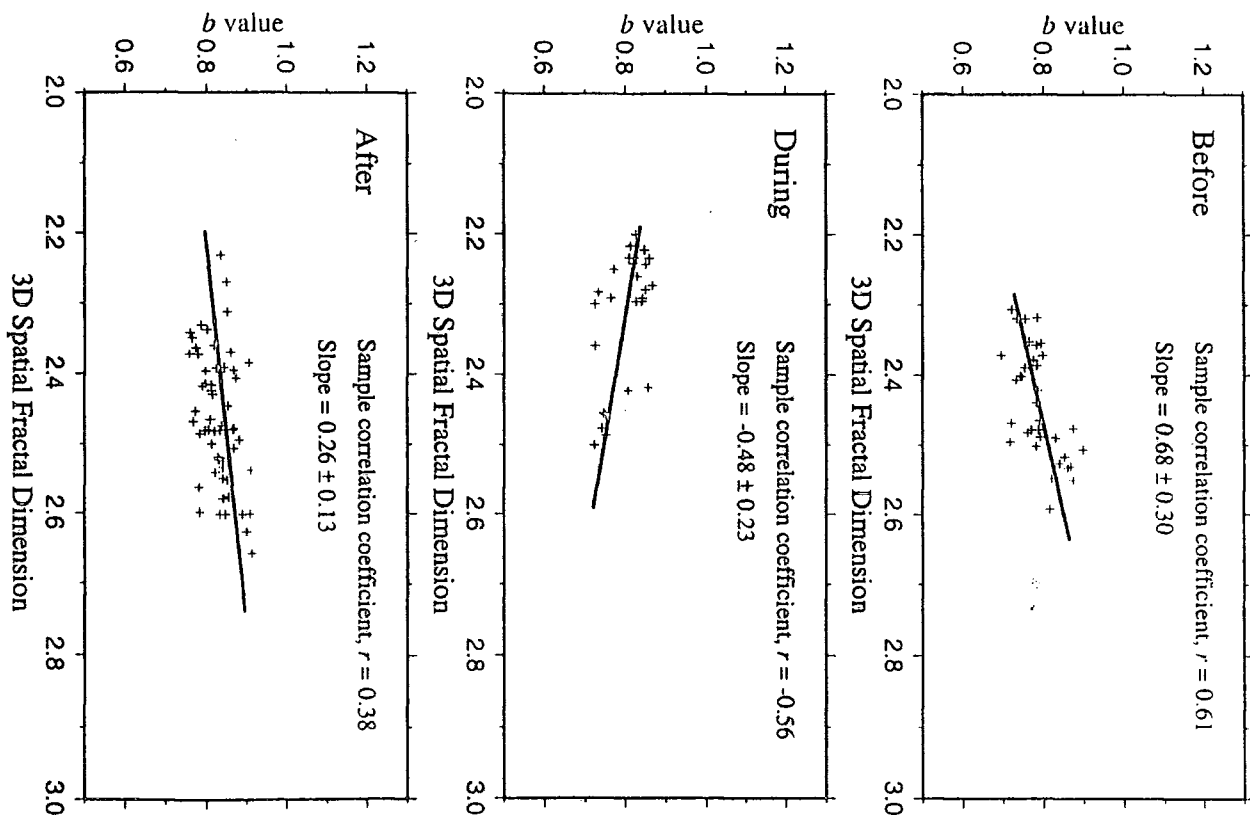 Before
Sample correlation coefficient, r = 0.61
Slope = 0.68 ± 0.30
b value
1.2
1.0
0.8
0.6
2.0 2.2 2.4 2.6 2.8 3.0
3D Spatial Fractal Dimension
During
Sample correlation coefficient, r = -0.56
Slope = -0.48 ± 0.23
b value
1.2
1.0
0.8
0.6
2.0 2.2 2.4 2.6 2.8 3.0
3D Spatial Fractal Dimension
After
Sample correlation coefficient, r = 0.38
Slope = 0.26 ± 0.13
b value
1.2
1.0
0.8
0.6
2.0 2.2 2.4 2.6 2.8 3.0
3D Spatial Fractal Dimension